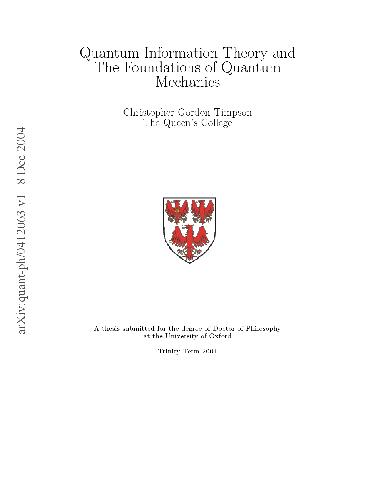 Quantum Information Theory and
The Foundations of Quantum
Mechanics
Christopher Gordon Timpson
The Queen's College
A thesis submitted for the degree of Doctor of Philosophy
at the University of Oxford
Trinity Term 2004
arXiv:quant-ph/0412063 v1 8 Dec 2004